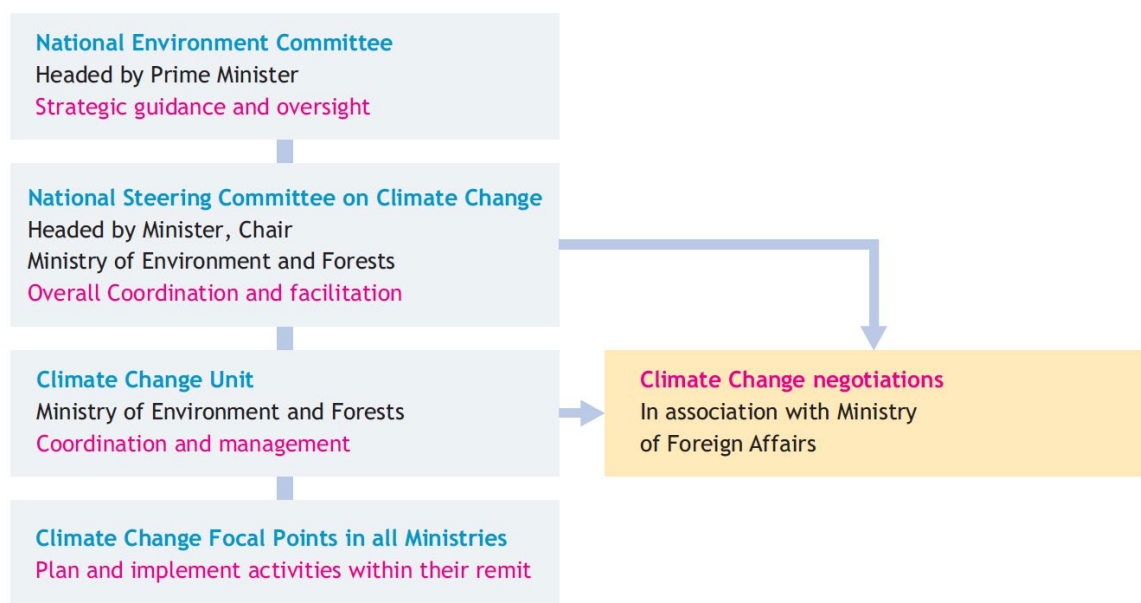 National Environment Committee
Headed by Prime Minister
Strategic guidance and oversight
National Steering Committee on Climate Change
Headed by Minister, Chair
Ministry of Environment and Forests
Overall Coordination and facilitation
Climate Change Unit
Ministry of Environment and Forests
Coordination and management
Climate Change negotiations
In association with Ministry
of Foreign Affairs
Climate Change Focal Points in all Ministries
Plan and implement activities within their remit